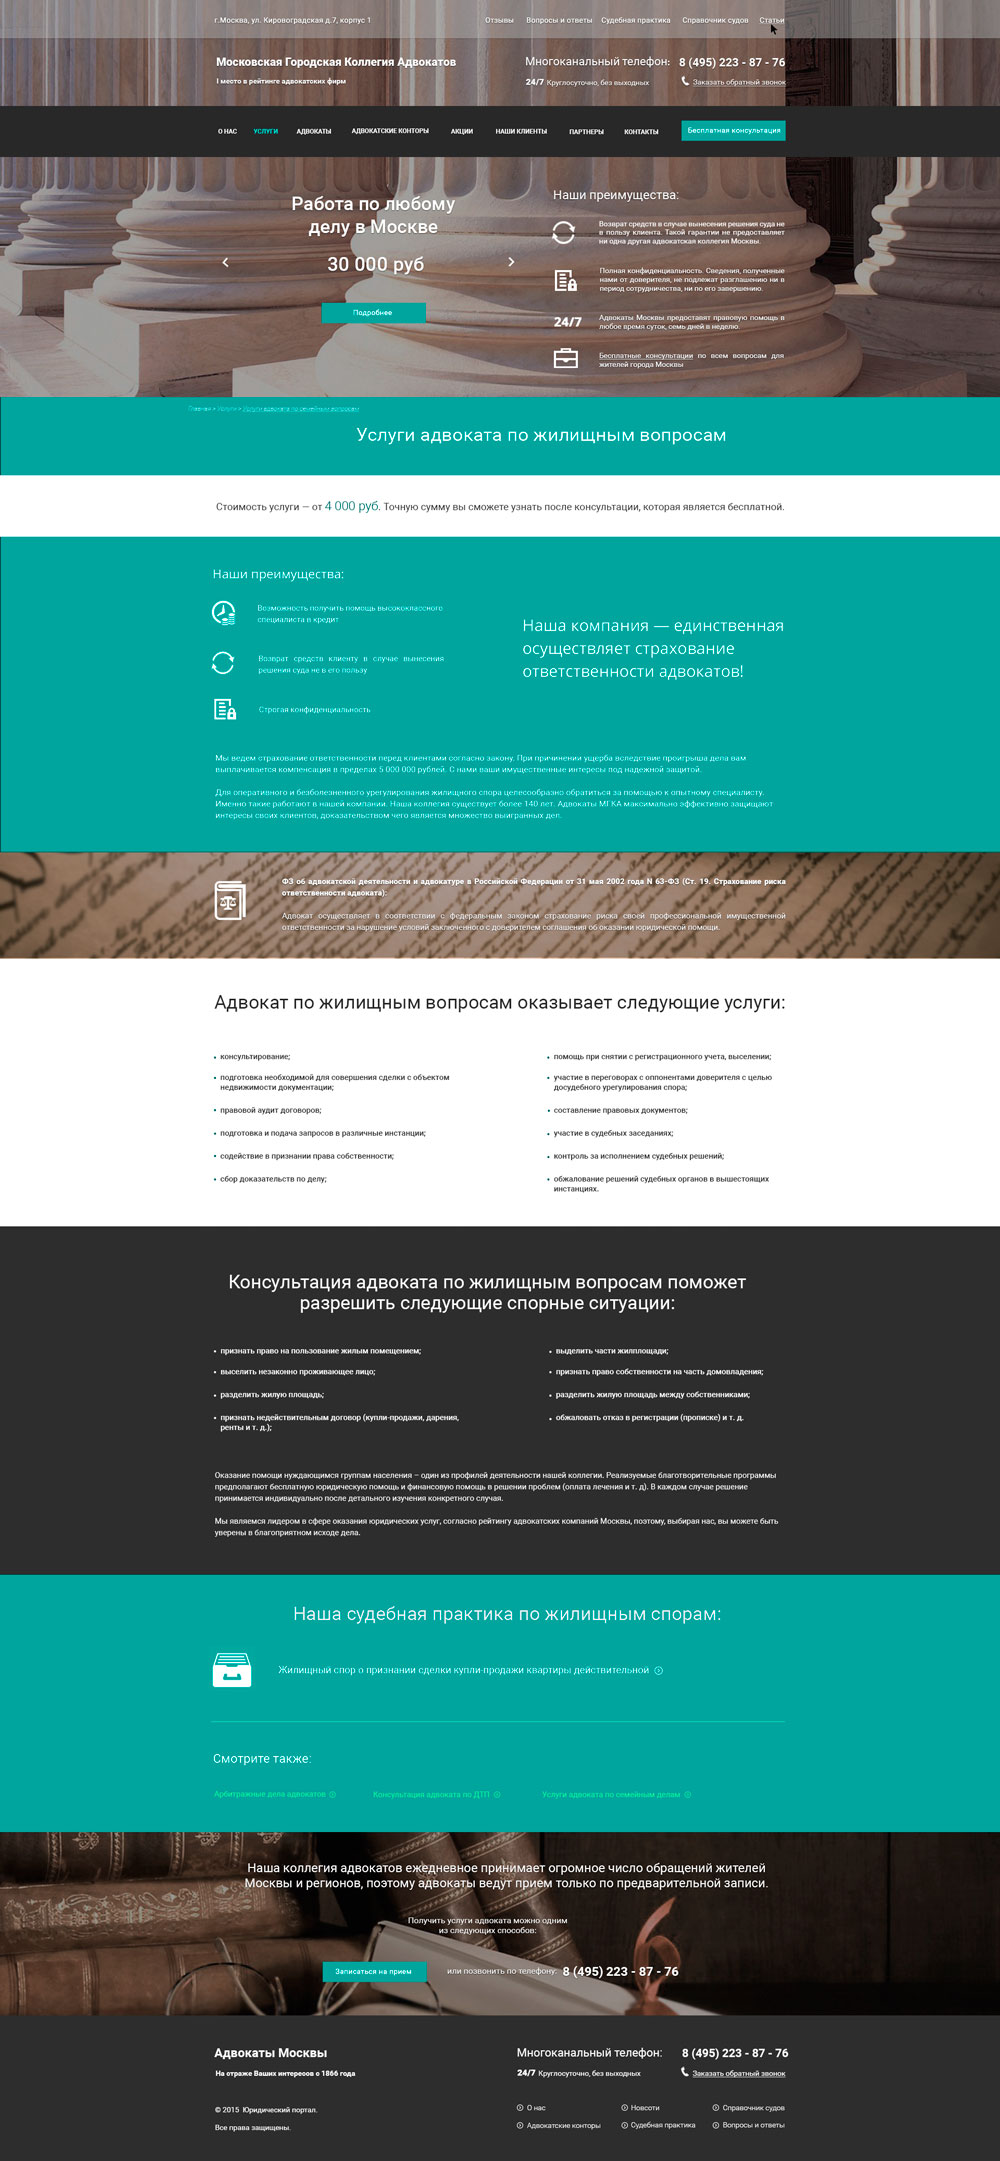 г.Москва, ул. Кировоградская д.7, корпус 1
Отзывы Вопросы и ответы Судебная практика Справочник судов Статьи
Московская Городская Коллегия Адвокатов
I место в рейтинге адвокатских фирм
Многоканальный телефон: 8 (495) 223 - 87 - 76
24/7 Круглосуточно, без выходных Заказать обратный звонок
О НАС УСЛУГИ АДВОКАТЫ АДВОКАТСКИЕ КОНТОРЫ АКЦИИ НАШИ КЛИЕНТЫ ПАРТНЕРЫ КОНТАКТЫ Бесплатная консультация
Работа по любому
делу в Москве
30 000 руб
Подробнее
Наши преимущества:
Возврат средств в случае вынесения решения суда не
в пользу клиента. Такой гарантии не предоставляет
ни одна другая адвокатская коллегия Москвы.
Полная конфиденциальность. Сведения, полученные
нами от доверителя, не подлежат разглашению ни в
период сотрудничества, ни по его завершению.
24/7
Адвокаты Москвы предоставят правовую помощь в
любое время суток, семь дней в неделю.
Бесплатные консультации по всем вопросам для
жителей города Москвы
Главная > Услуги > Услуги адвоката по семейным вопросам
Услуги адвоката по жилищным вопросам
Стоимость услуги — от 4 000 руб. Точную сумму вы сможете узнать после консультации, которая является бесплатной.
Наши преимущества:
Возможность получить помощь высококлассного
специалиста в кредит
Возврат средств клиенту в случае вынесения
решения суда не в его пользу
Строгая конфиденциальность
Наша компания — единственная
осуществляет страхование
ответственности адвокатов!
Мы ведем страхование ответственности перед клиентами согласно закону. При причинении ущерба вследствие проигрыша дела вам
выплачивается компенсация в пределах 5 000 000 рублей. С нами ваши имущественные интересы под надежной защитой.
Для оперативного и безболезненного урегулирования жилищного спора целесообразно обратиться за помощью к опытному специалисту.
Именно такие работают в нашей компании. Наша коллегия существует более 140 лет. Адвокаты МГКА максимально эффективно защищают
интересы своих клиентов, доказательством чего является множество выигранных дел.
ФЗ об адвокатской деятельности и адвокатуре в Российской Федерации от 31 мая 2002 года N 63-ФЗ (Ст. 19. Страхование риска
ответственности адвоката):
Адвокат осуществляет в соответствии с федеральным законом страхование риска своей профессиональной имущественной
ответственности за нарушение условий заключенного с доверителем соглашения об оказании юридической помощи.
Адвокат по жилищным вопросам оказывает следующие услуги:
• консультирование;
• подготовка необходимой для совершения сделки с объектом
недвижимости документации;
• правовой аудит договоров;
• подготовка и подача запросов в различные инстанции;
• содействие в признании права собственности;
• сбор доказательств по делу;
• помощь при снятии с регистрационного учета, выселении;
• участие в переговорах с оппонентами доверителя с целью
досудебного урегулирования спора;
• составление правовых документов;
• участие в судебных заседаниях;
• контроль за исполнением судебных решений;
• обжалование решений судебных органов в вышестоящих
инстанциях.
Консультация адвоката по жилищным вопросам поможет
разрешить следующие спорные ситуации:
• признать право на пользование жилым помещением;
• выселить незаконно проживающее лицо;
• разделить жилую площадь;
• признать недействительным договор (купли-продажи, дарения,
ренты и т. д.);
• выделить части жилплощади;
• признать право собственности на часть домовладения;
• разделить жилую площадь между собственниками;
• обжаловать отказ в регистрации (прописке) и т. д.
Оказание помощи нуждающимся группам населения – один из профилей деятельности нашей коллегии. Реализуемые благотворительные программы
предполагают бесплатную юридическую помощь и финансовую помощь в решении проблем (оплата лечения и т. д). В каждом случае решение
принимается индивидуально после детального изучения конкретного случая.
Мы являемся лидером в сфере оказания юридических услуг, согласно рейтингу адвокатских компаний Москвы, поэтому, выбирая нас, вы можете быть
уверены в благоприятном исходе дела.
Наша судебная практика по жилищным спорам:
Жилищный спор о признании сделки купли-продажи квартиры действительной
Смотрите также:
Арбитражные дела адвокатов Консультация адвоката по ДТП Услуги адвоката по семейным делам
Наша коллегия адвокатов ежедневное принимает огромное число обращений жителей
Москвы и регионов, поэтому адвокаты ведут прием только по предварительной записи.
Получить услуги адвоката можно одним
из следующих способов:
Записаться на прием или позвонить по телефону: 8 (495) 223 - 87 - 76
Адвокаты Москвы
На страже Ваших интересов с 1866 года
© 2015 Юридический портал.
Все права защищены.
Многоканальный телефон: 8 (495) 223 - 87 - 76
24/7 Круглосуточно, без выходных Заказать обратный звонок
О нас Новсоти Справочник судов
Адвокатские конторы Судебная практика Вопросы и ответы